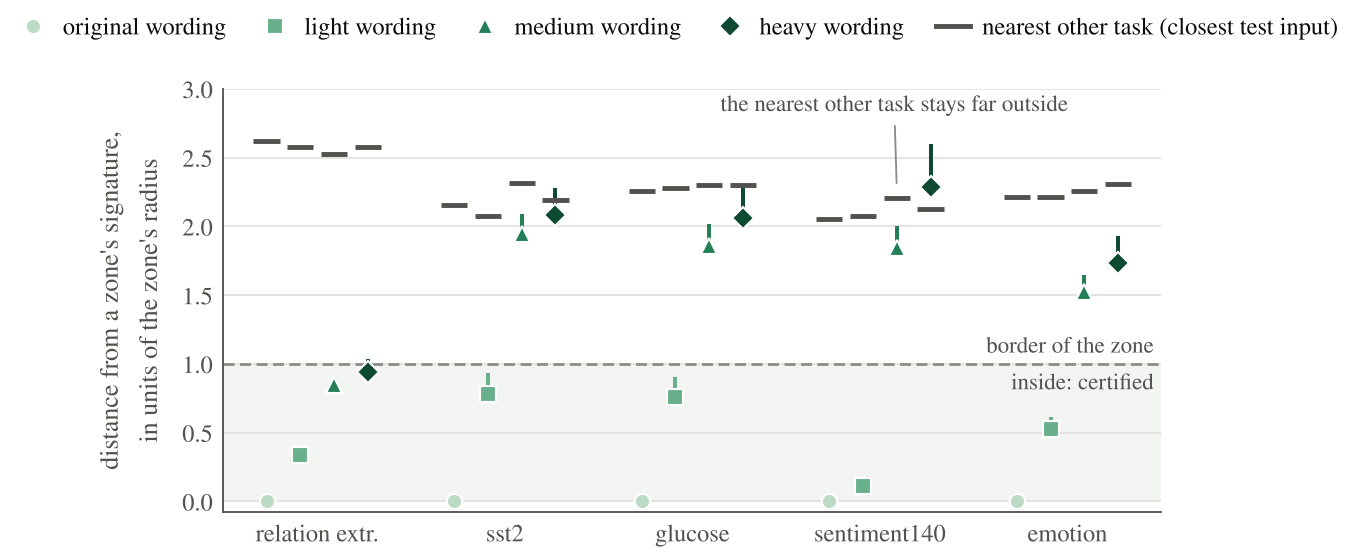 original wording
light wording
medium wording
heavy wording
nearest other task (closest test input)
distance from a zone's signature,
in units of the zone's radius
3.0
2.5
2.0
1.5
1.0
0.5
0.0
the nearest other task stays far outside
border of the zone
inside: certified
relation extr.
sst2
glucose
sentiment140
emotion